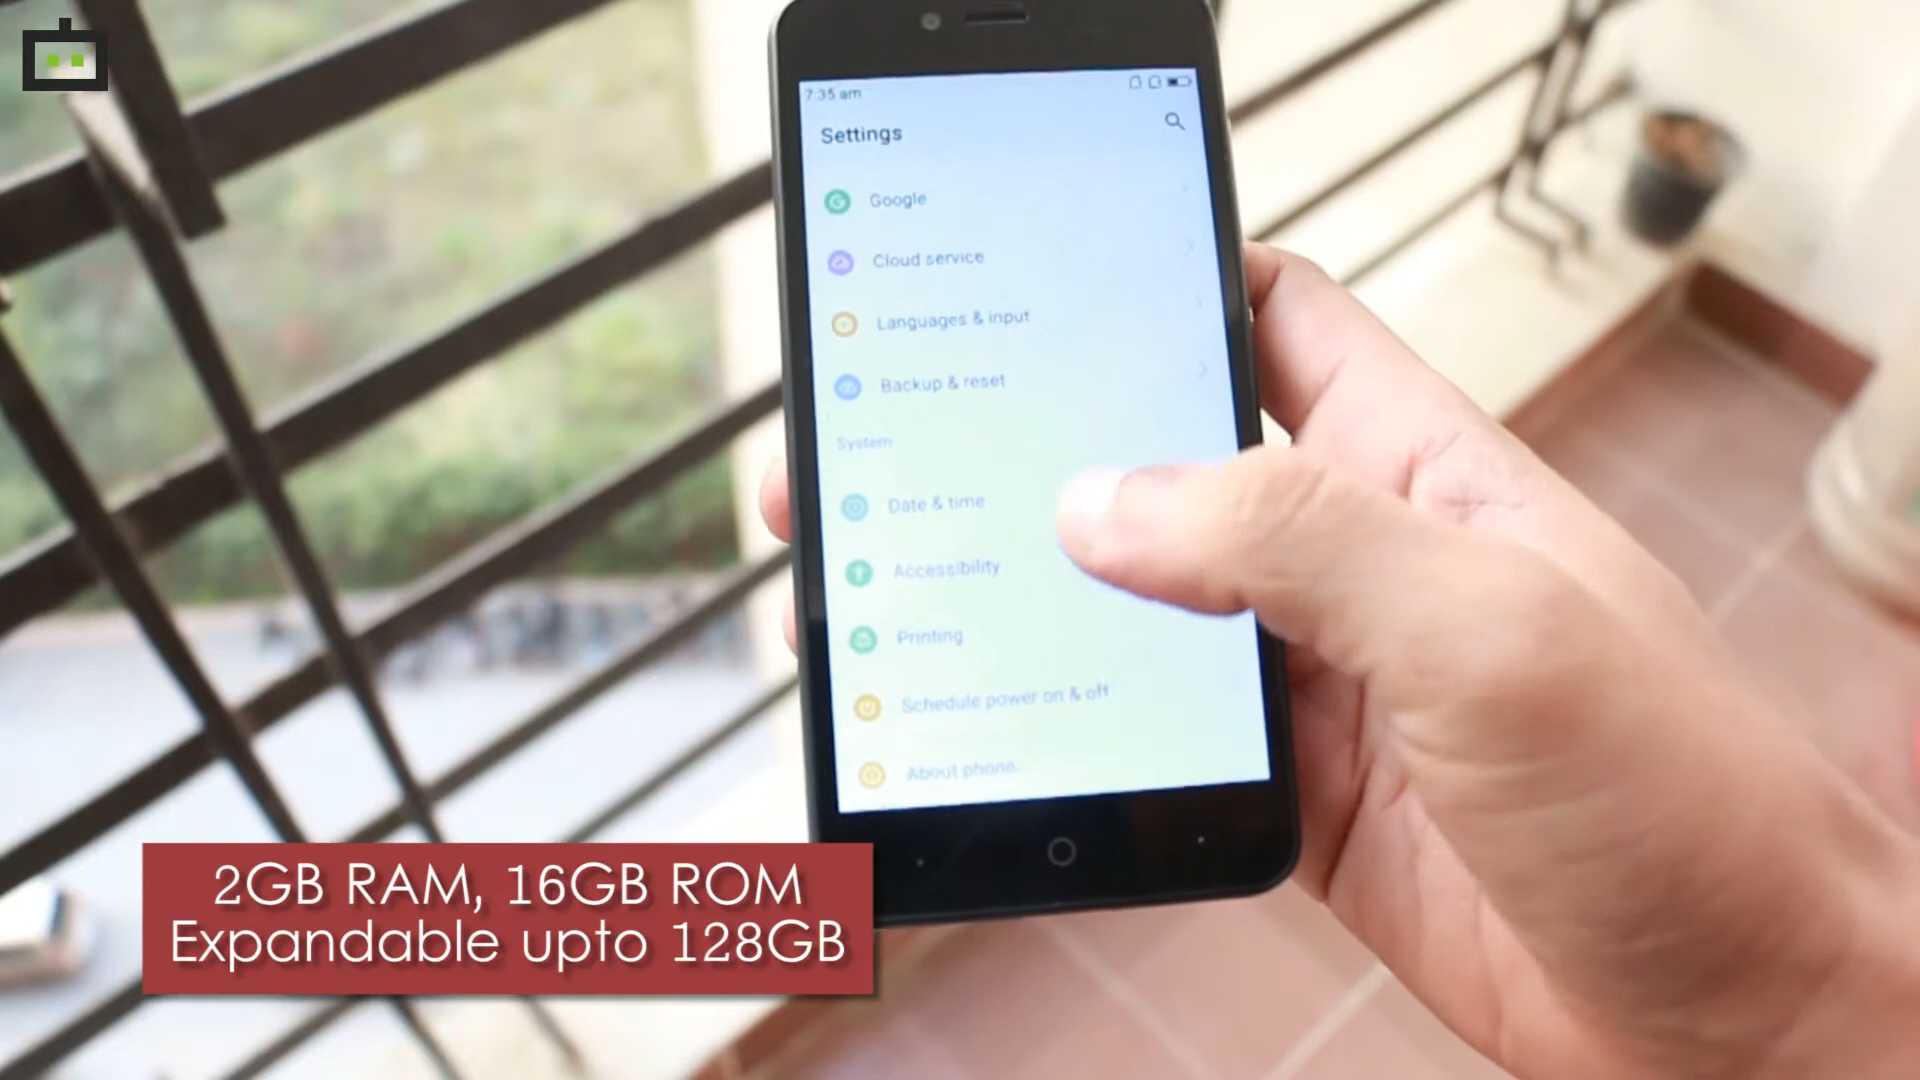 7:35 am
Settings
Google
Cloud service
Languages & input
Backup & reset
System
Date & time
Accessibility
Printing
Schedule power on & off
About phone
2GB RAM, 16GB ROM
Expandable upto 128GB